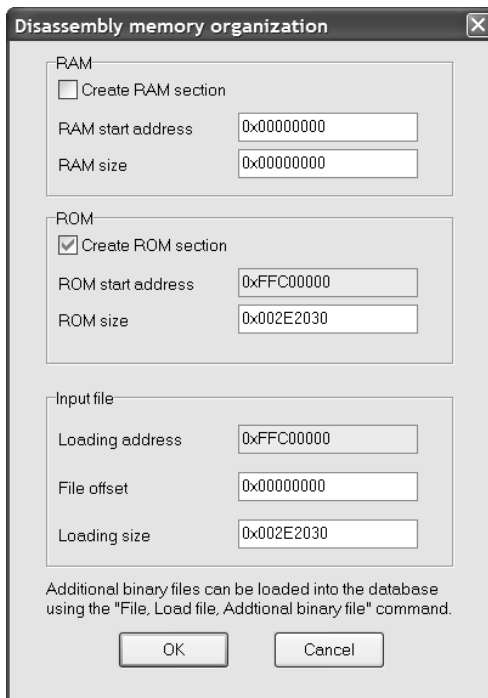 Disassembly memory organization
RAM
Create RAM section
RAM start address 0x00000000
RAM size 0x00000000
ROM
Create ROM section
ROM start address 0xFFC00000
ROM size 0x002E2030
Input file
Loading address 0xFFC00000
File offset 0x00000000
Loading size 0x002E2030
Additional binary files can be loaded into the database
using the "File, Load file, Addtional binary file" command.
OK Cancel